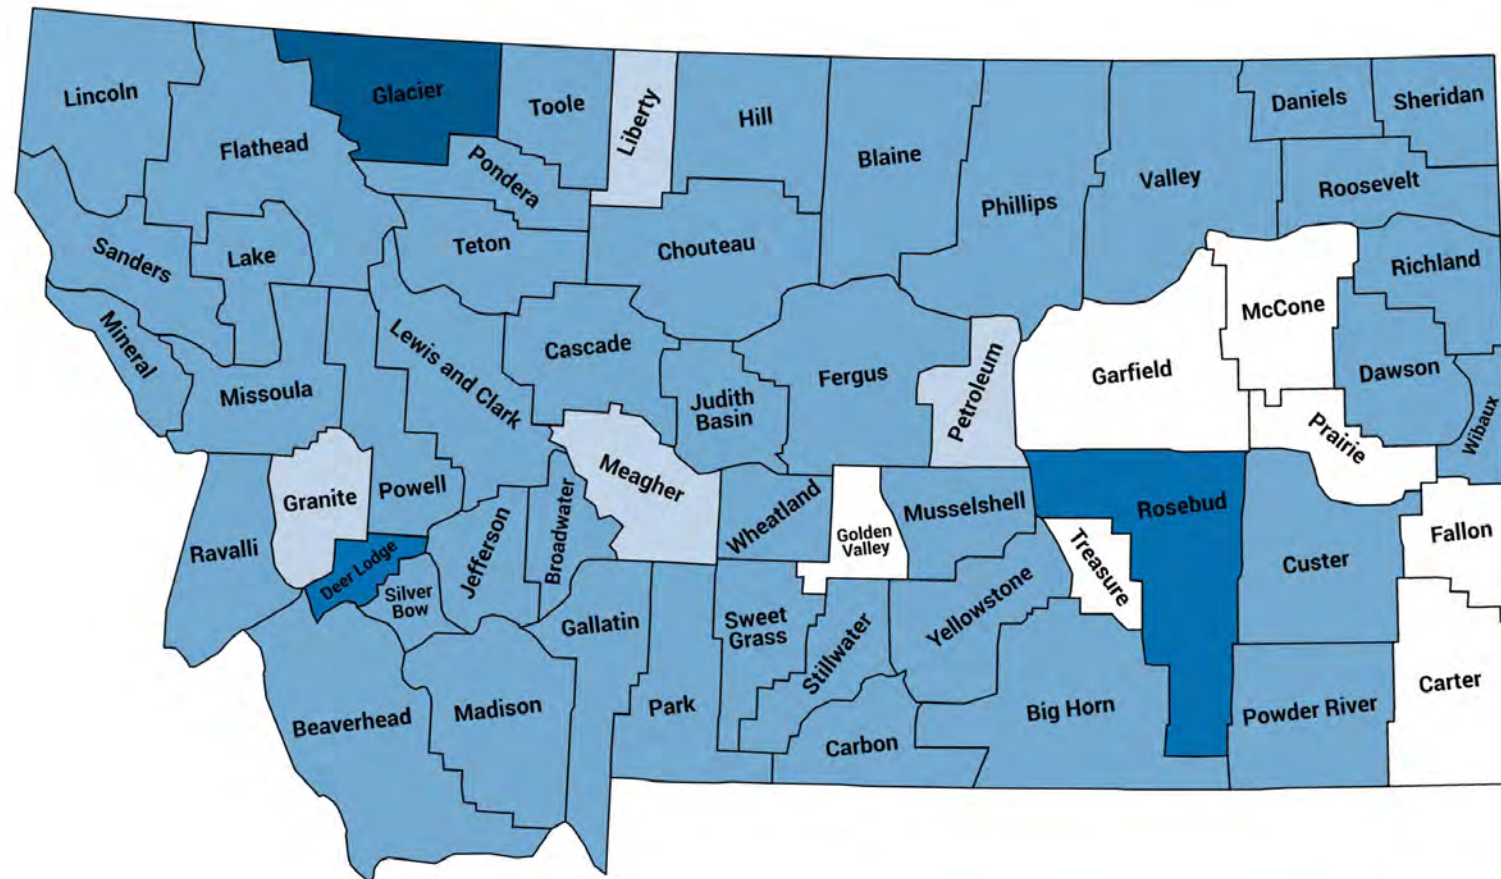 Lincoln
Flathead
Glacier
Toole
Liberty
Hill
Blaine
Phillips
Valley
Daniels
Sheridan
Roosevelt
Pondera
Teton
Chouteau
Sanders
Lake
Richland
McCone
Mineral
Missoula
Lewis and Clark
Cascade
Judith
Basin
Fergus
Petroleum
Garfield
Dawson
Prairie
Wibaux
Ravalli
Granite
Powell
Deer Lodge
Silver
Bow
Jefferson
Broadwater
Meagher
Wheatland
Golden
Valley
Musselshell
Rosebud
Treasure
Custer
Fallon
Beaverhead
Madison
Gallatin
Park
Sweet
Grass
Stillwater
Yellowstone
Carbon
Big Horn
Powder River
Carter